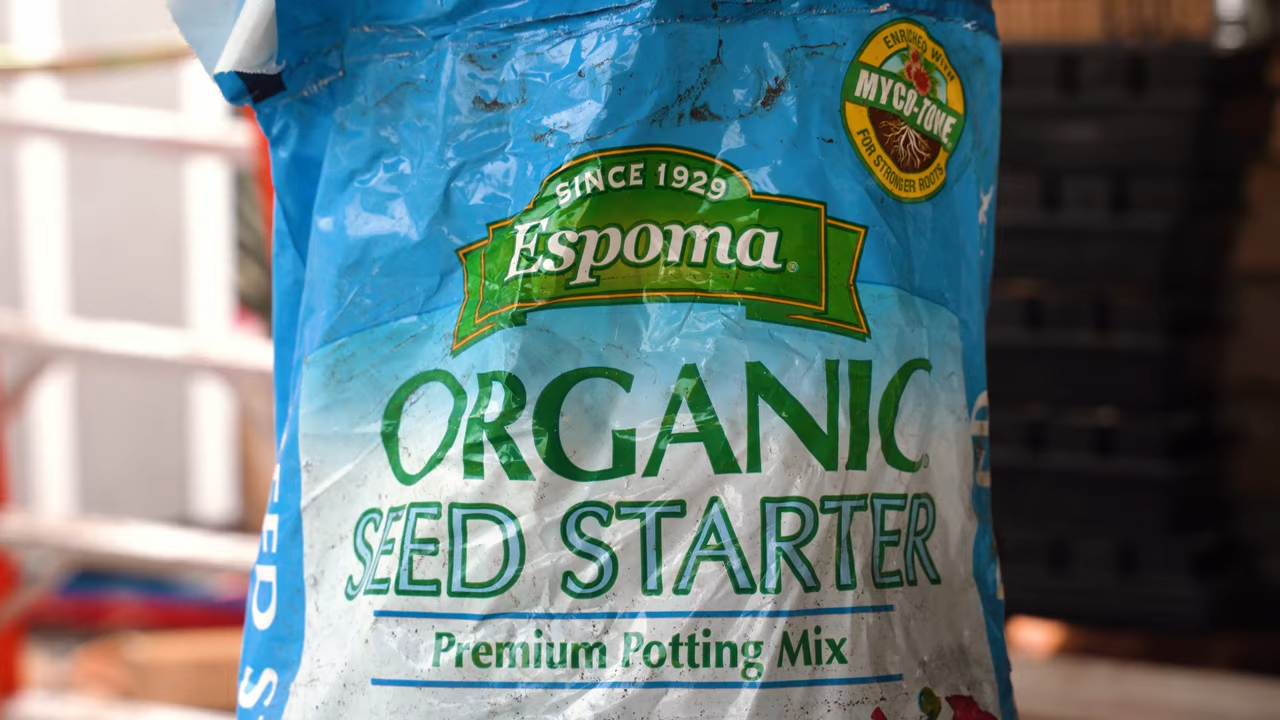 ENRICHED WITH
MYCO-TONE
FOR STRONGER ROOTS
SINCE 1929
Espoma®
ORGANIC
SEED STARTER
Premium Potting Mix